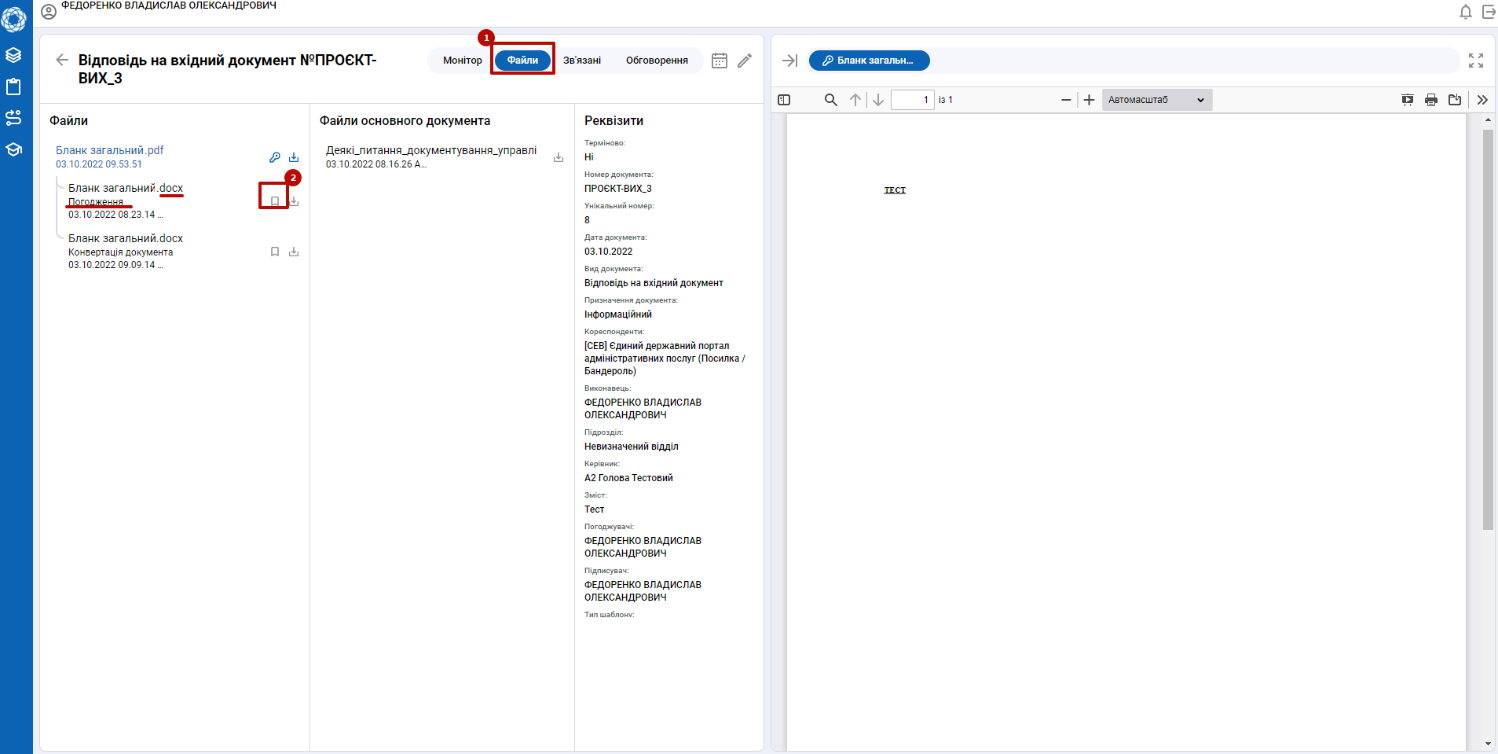 ФЕДОРЕНКО ВЛАДИСЛАВ ОЛЕКСАНДРОВИЧ
Відповідь на вхідний документ №ПРОЄКТ-
ВИХ_3
1
Монітор
Файли
Зв'язані
Обговорення
Файли
Бланк загальний.pdf
03.10.2022 09.53.51
2
Бланк загальний.docx
Погодження
03.10.2022 08.23.14 ...
Бланк загальний.docx
Конвертація документа
03.10.2022 09.09.14 ...
Файли основного документа
Деякі_питання_документування_управлі
03.10.2022 08.16.26 А...
Реквізити
Терміново:
Ні
Номер документа:
ПРОЄКТ-ВИХ_3
Унікальний номер:
8
Дата документа:
03.10.2022
Вид документа:
Відповідь на вхідний документ
Призначення документа:
Інформаційний
Кореспонденти:
[СЕВ] Єдиний державний портал
адміністративних послуг (Посилка /
Бандероль)
Виконавець:
ФЕДОРЕНКО ВЛАДИСЛАВ
ОЛЕКСАНДРОВИЧ
Підрозділ:
Невизначений відділ
Керівник:
А2 Голова Тестовий
Зміст:
Тест
Погоджувачі:
ФЕДОРЕНКО ВЛАДИСЛАВ
ОЛЕКСАНДРОВИЧ
Підписувач:
ФЕДОРЕНКО ВЛАДИСЛАВ
ОЛЕКСАНДРОВИЧ
Тип шаблону:
Бланк загальн...
1 із 1
Автомасштаб
ТЕСТ